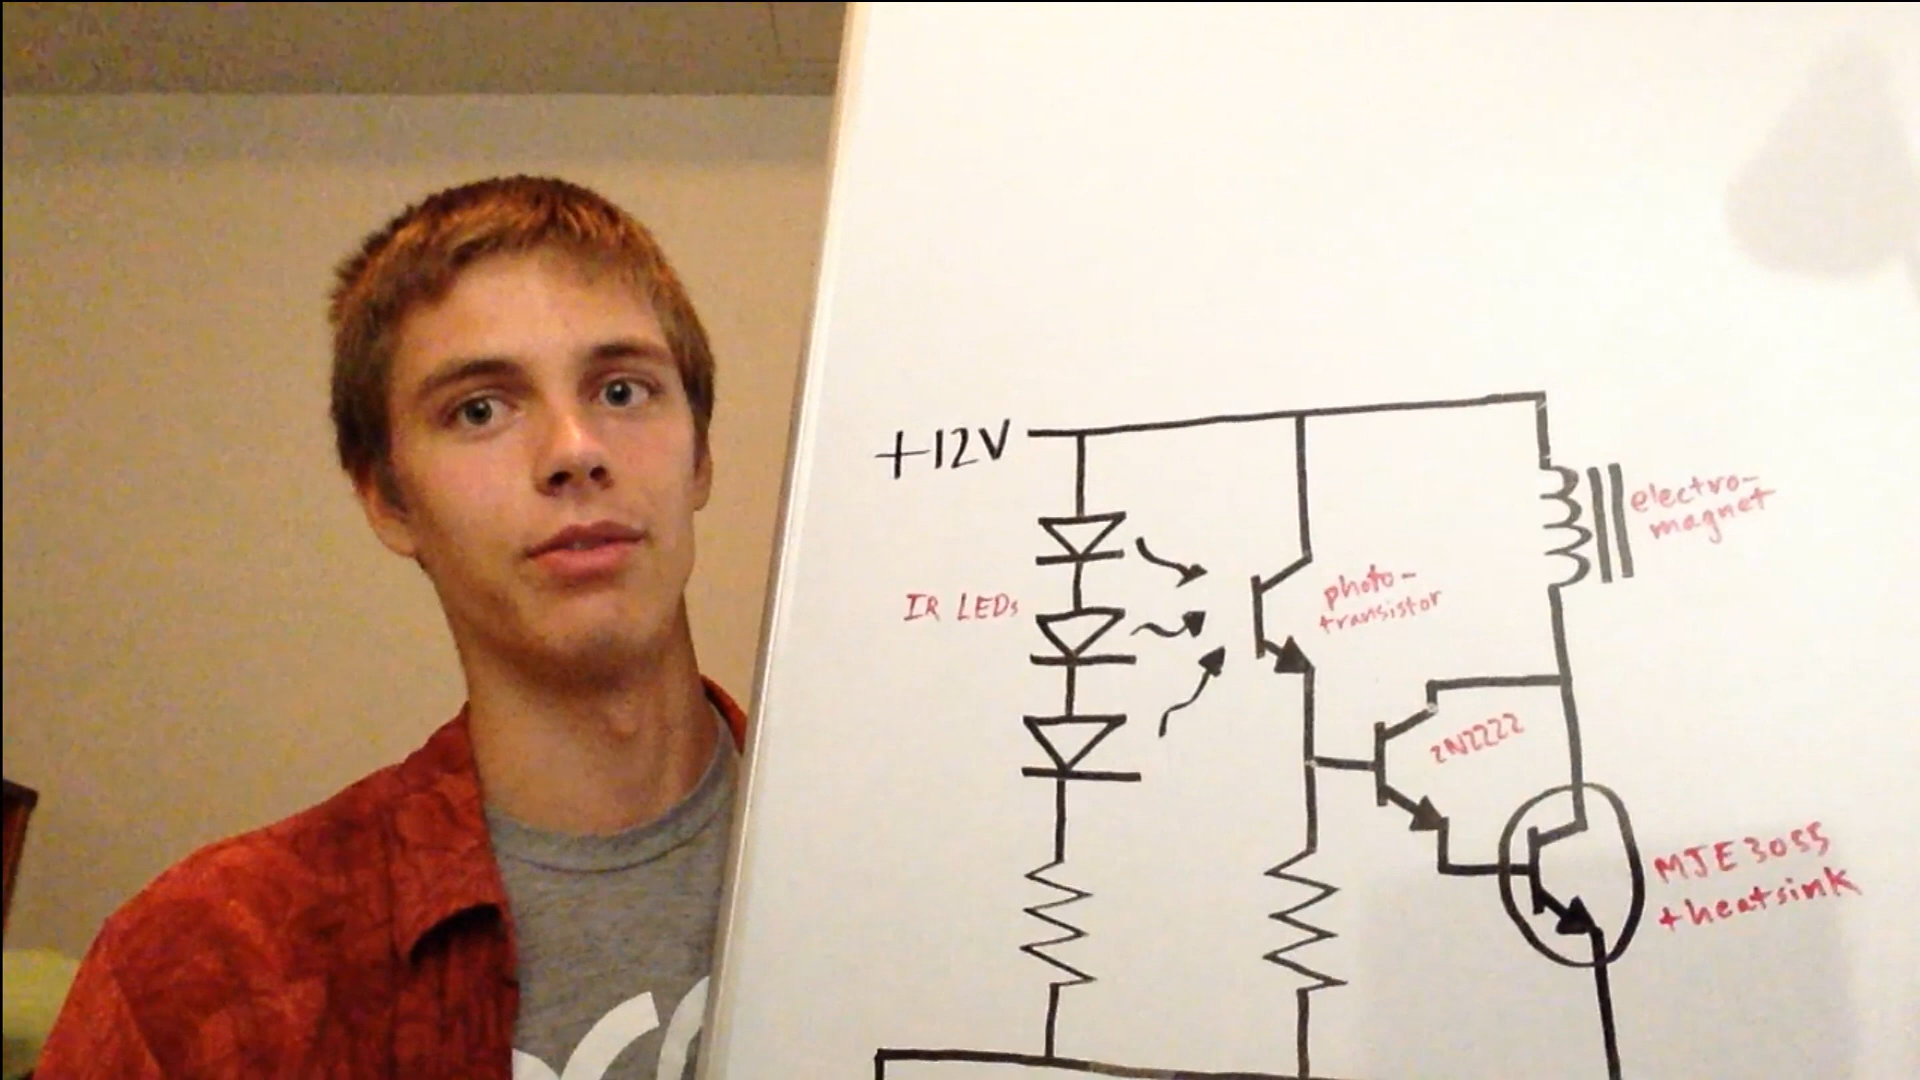 +12V
electro-
magnet
IR LEDs
photo-
transistor
2N2222
MJE3055
+heatsink